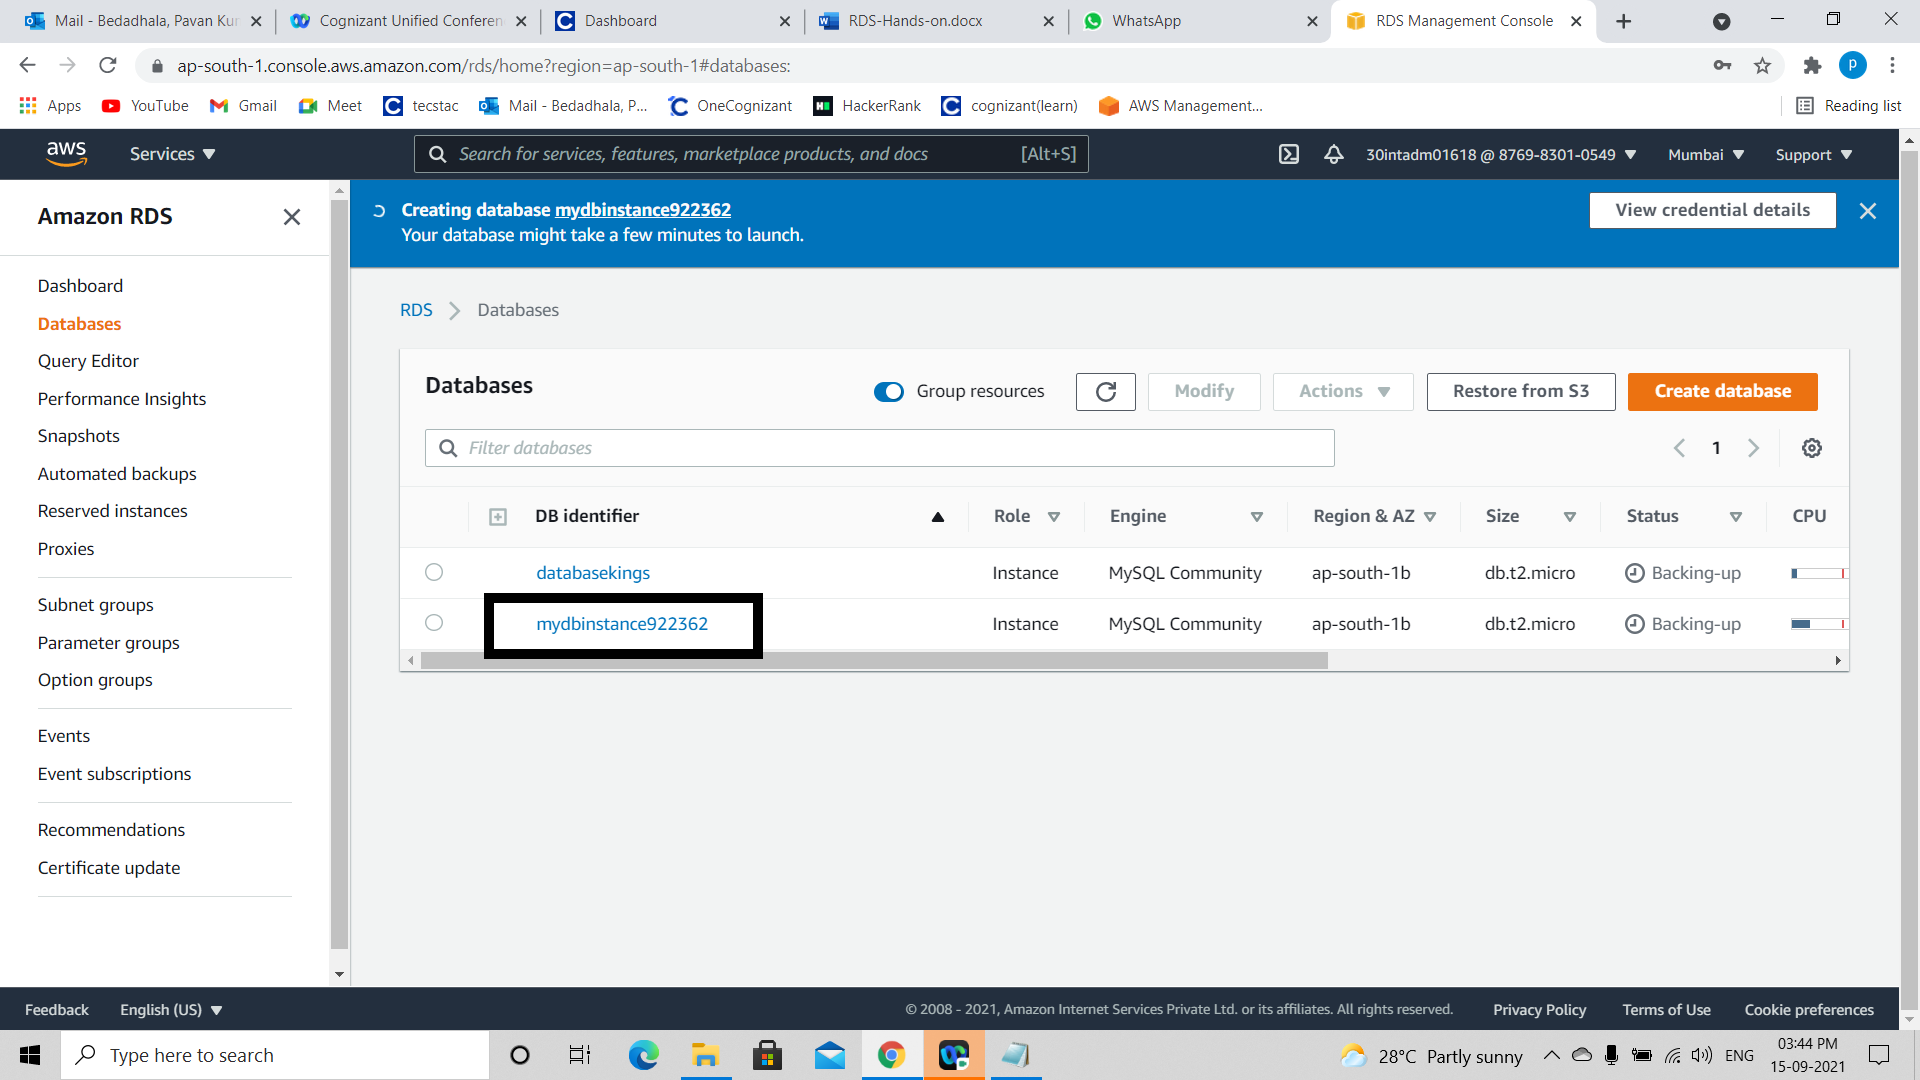 Mail - Bedadhala, Pavan Kur
Cognizant Unified Conferen
Dashboard
RDS-Hands-on.docx
WhatsApp
RDS Management Console
ap-south-1.console.aws.amazon.com/rds/home?region=ap-south-1#databases:
P
Apps
YouTube
Gmail
Meet
tecstac
Mail - Bedadhala, P...
OneCognizant
HackerRank
cognizant(learn)
AWS Management...
Reading list
aws
Services
Search for services, features, marketplace products, and docs [Alt+S]
30intadm01618 @ 8769-8301-0549
Mumbai
Support
Amazon RDS
Dashboard
Databases
Query Editor
Performance Insights
Snapshots
Automated backups
Reserved instances
Proxies
Subnet groups
Parameter groups
Option groups
Events
Event subscriptions
Recommendations
Certificate update
Creating database mydbinstance922362
Your database might take a few minutes to launch.
View credential details
RDS > Databases
Databases
Group resources
Modify
Actions
Restore from S3
Create database
Filter databases
1
DB identifier Role Engine Region & AZ Size Status CPU
databasekings Instance MySQL Community ap-south-1b db.t2.micro Backing-up
mydbinstance922362 Instance MySQL Community ap-south-1b db.t2.micro Backing-up
Feedback
English (US)
© 2008 - 2021, Amazon Internet Services Private Ltd. or its affiliates. All rights reserved.
Privacy Policy
Terms of Use
Cookie preferences
Type here to search
28°C Partly sunny
ENG
03:44 PM
15-09-2021